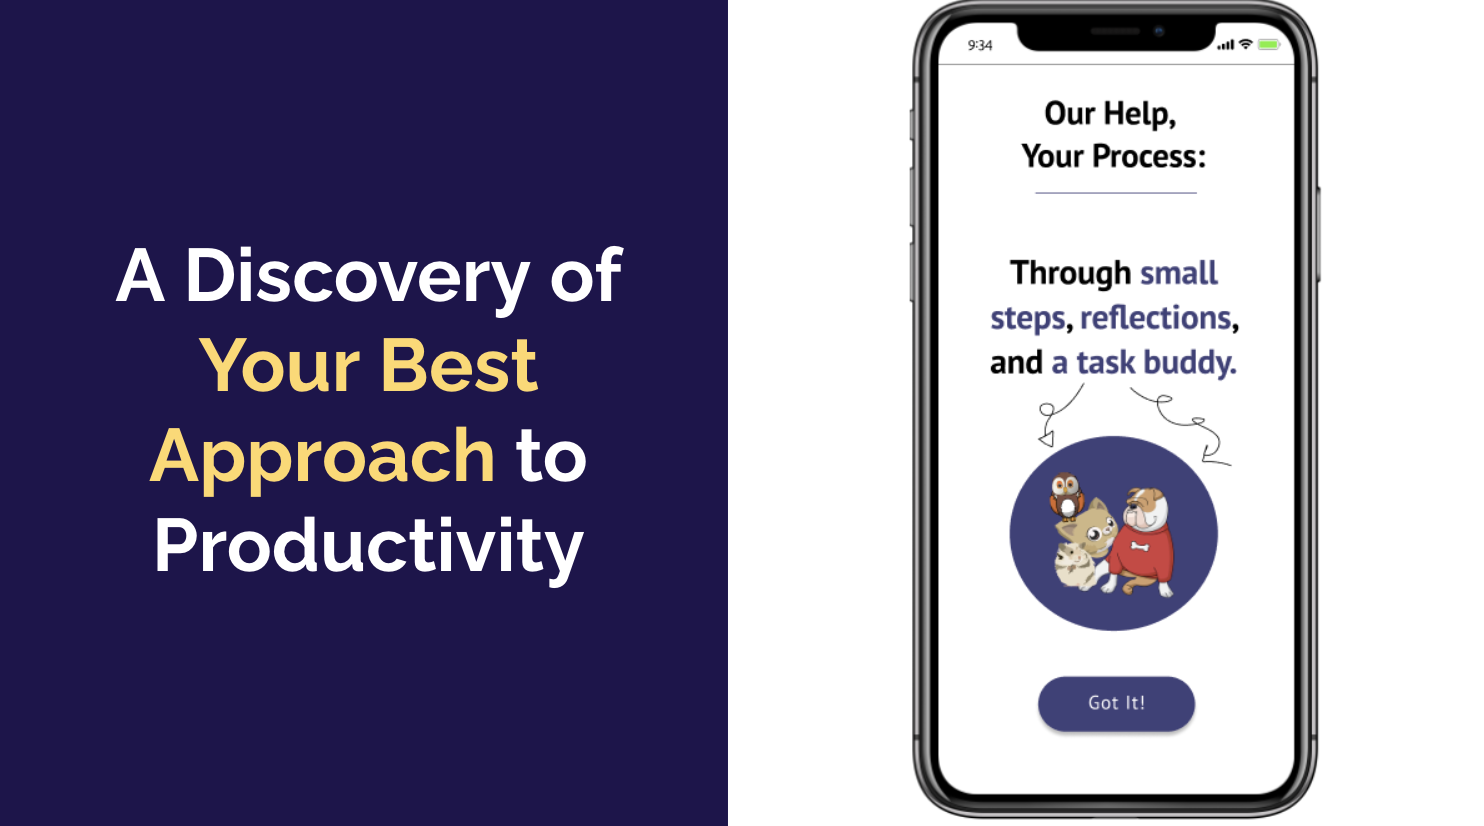 A Discovery of
Your Best
Approach to
Productivity
9:34
Our Help,
Your Process:
Through small
steps, reflections,
and a task buddy.
Got It!